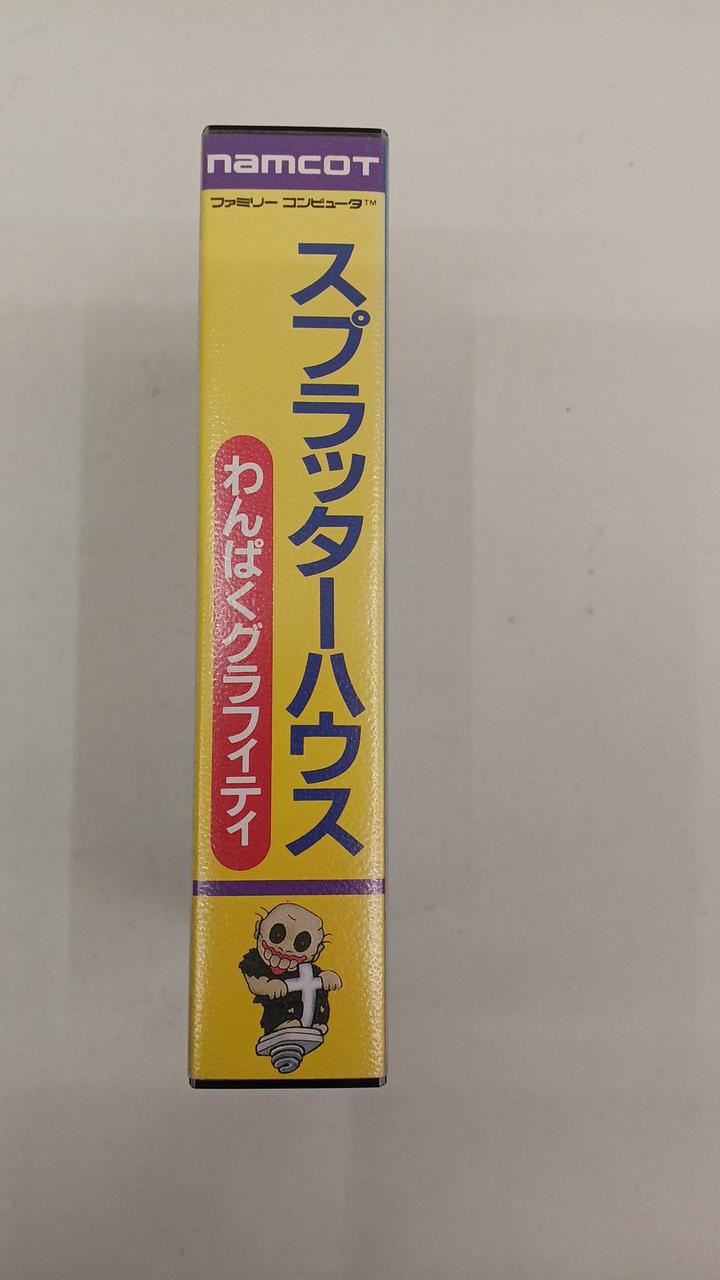 namcoT
ファミリー コンピュータ™
スプラッターハウス
わんぱくグラフィティ